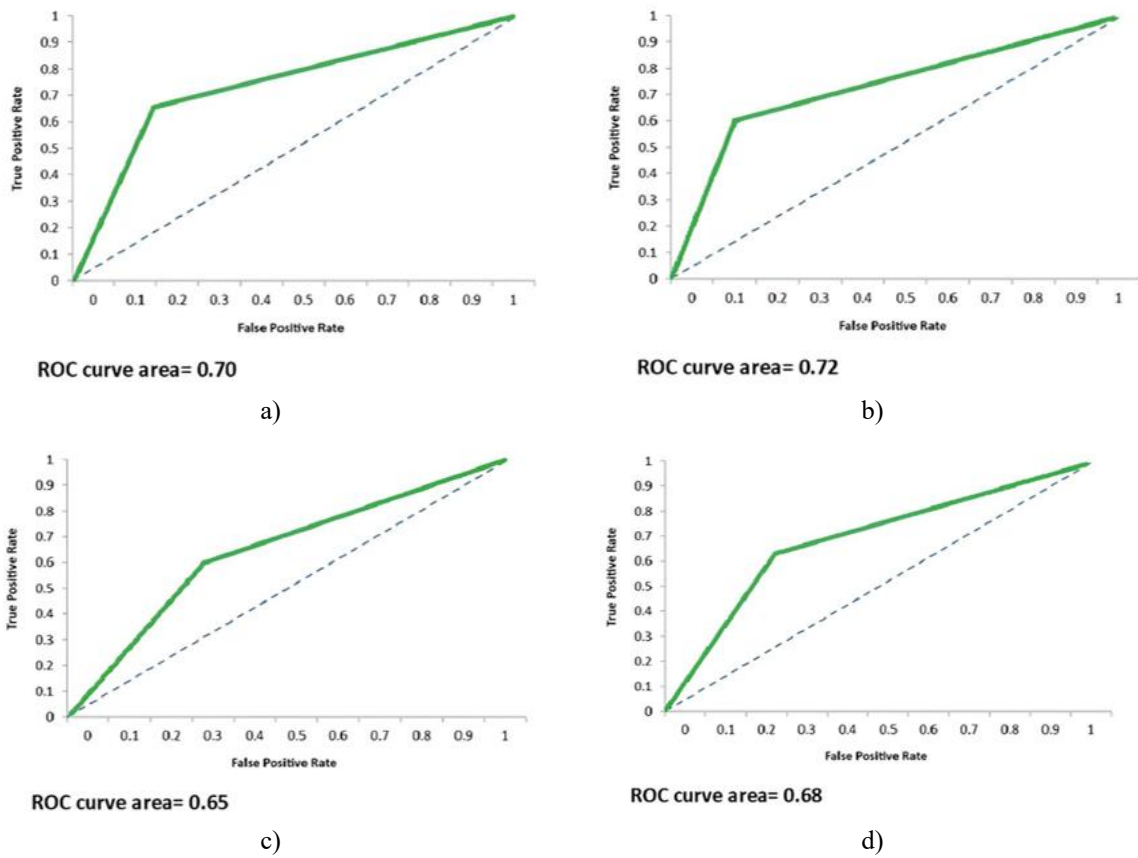 1
0.9
0.8
0.7
0.6
0.5
0.4
0.3
0.2
0.1
0
True Positive Rate
0 0.1 0.2 0.3 0.4 0.5 0.6 0.7 0.8 0.9 1
False Positive Rate
ROC curve area= 0.70
a)
1
0.9
0.8
0.7
0.6
0.5
0.4
0.3
0.2
0.1
0
True Positive Rate
0 0.1 0.2 0.3 0.4 0.5 0.6 0.7 0.8 0.9 1
False Positive Rate
ROC curve area= 0.72
b)
1
0.9
0.8
0.7
0.6
0.5
0.4
0.3
0.2
0.1
0
True Positive Rate
0 0.1 0.2 0.3 0.4 0.5 0.6 0.7 0.8 0.9 1
False Positive Rate
ROC curve area= 0.65
c)
1
0.9
0.8
0.7
0.6
0.5
0.4
0.3
0.2
0.1
0
True Positive Rate
0 0.1 0.2 0.3 0.4 0.5 0.6 0.7 0.8 0.9 1
False Positive Rate
ROC curve area= 0.68
d)